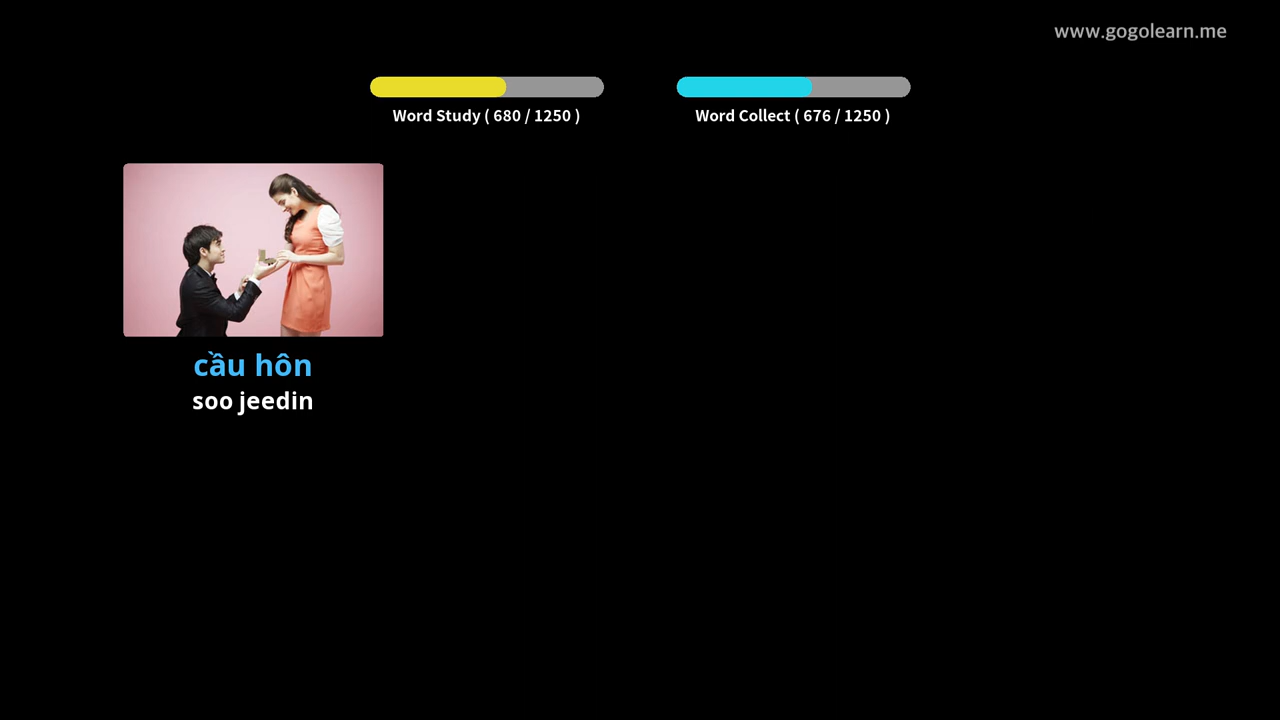 www.gogolearn.me
Word Study ( 680 / 1250 )
Word Collect ( 676 / 1250 )
cầu hôn
soo jeedin